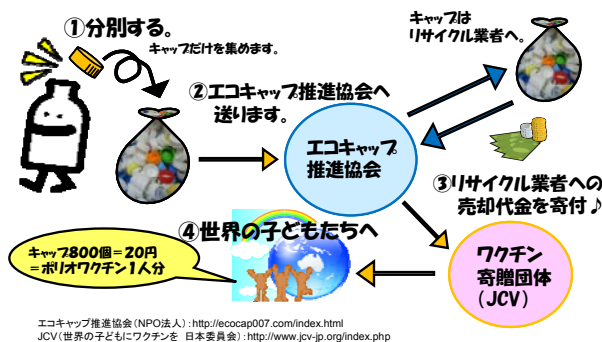 ①分別する。
キャップだけを集めます。
キャップは
リサイクル業者へ。
②エコキャップ推進協会へ
送ります。
エコキャップ
推進協会
③リサイクル業者への
売却代金を寄付♪
④世界の子どもたちへ
キャップ800個=20円
=ポリオワクチン1人分
ワクチン
寄贈団体
(JCV)
エコキャップ推進協会(NPO法人):http://ecocap007.com/index.html
JCV(世界の子どもにワクチンを 日本委員会):http://www.jcv-jp.org/index.php